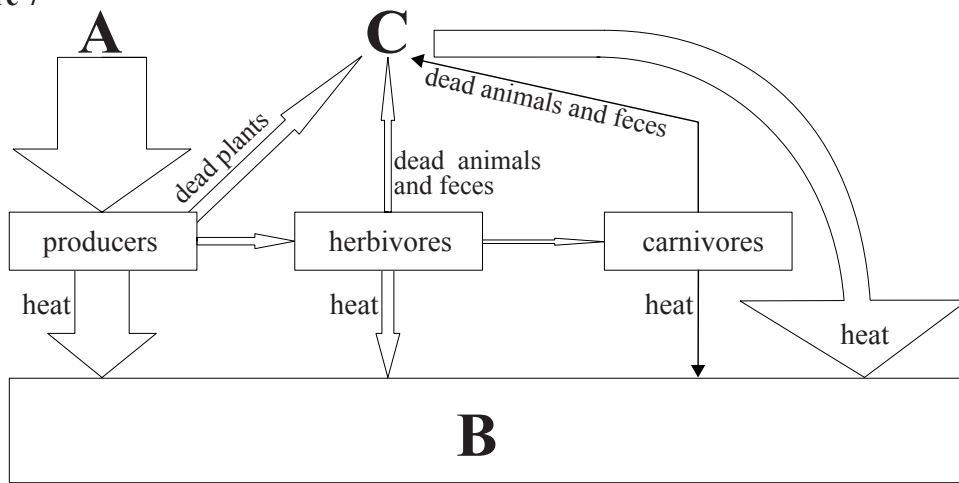 A
C
dead animals and feces
dead plants
dead animals
and feces
producers
herbivores
carnivores
heat
heat
heat
heat
B